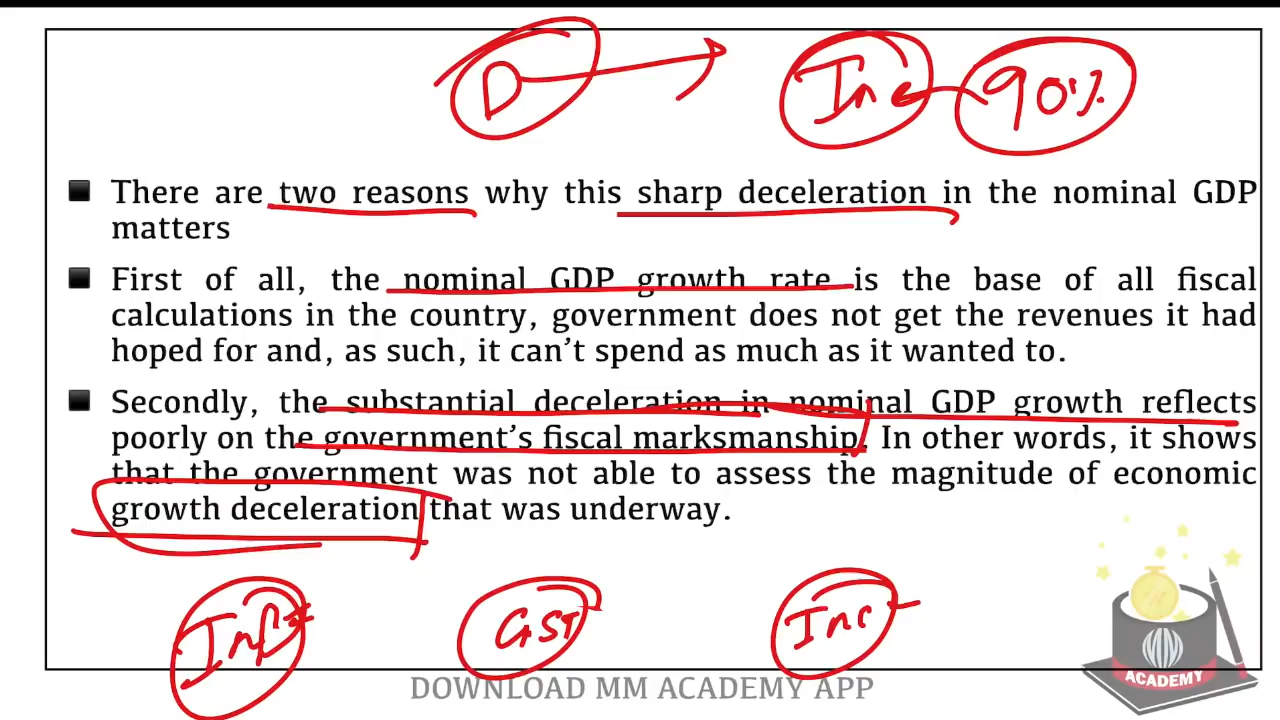 D Inc 90%
■ There are two reasons why this sharp deceleration in the nominal GDP
matters
■ First of all, the nominal GDP growth rate is the base of all fiscal
calculations in the country, government does not get the revenues it had
hoped for and, as such, it can't spend as much as it wanted to.
■ Secondly, the substantial deceleration in nominal GDP growth reflects
poorly on the government's fiscal marksmanship. In other words, it shows
that the government was not able to assess the magnitude of economic
growth deceleration that was underway.
GST Inc
MN
ACADEMY
DOWNLOAD MM ACADEMY APP